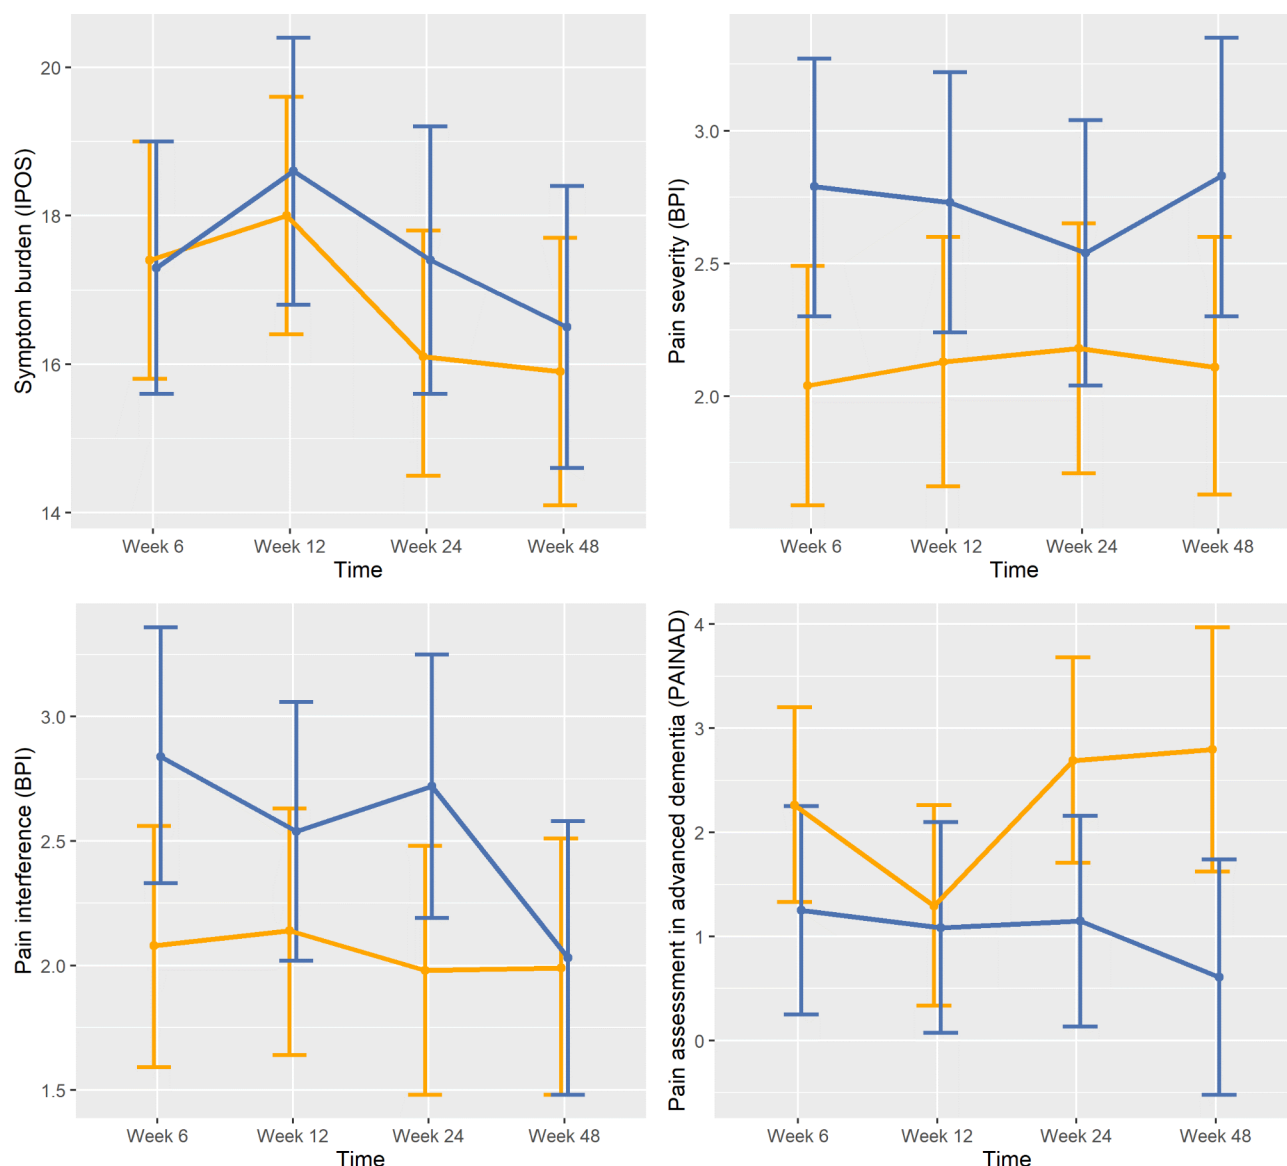 Symptom burden (IPOS)
20
18
16
14
Week 6 Week 12 Week 24 Week 48
Time
Pain severity (BPI)
3.0
2.5
2.0
Week 6 Week 12 Week 24 Week 48
Time
Pain interference (BPI)
3.0
2.5
2.0
1.5
Week 6 Week 12 Week 24 Week 48
Time
Pain assessment in advanced dementia (PAINAD)
4
3
2
1
0
Week 6 Week 12 Week 24 Week 48
Time